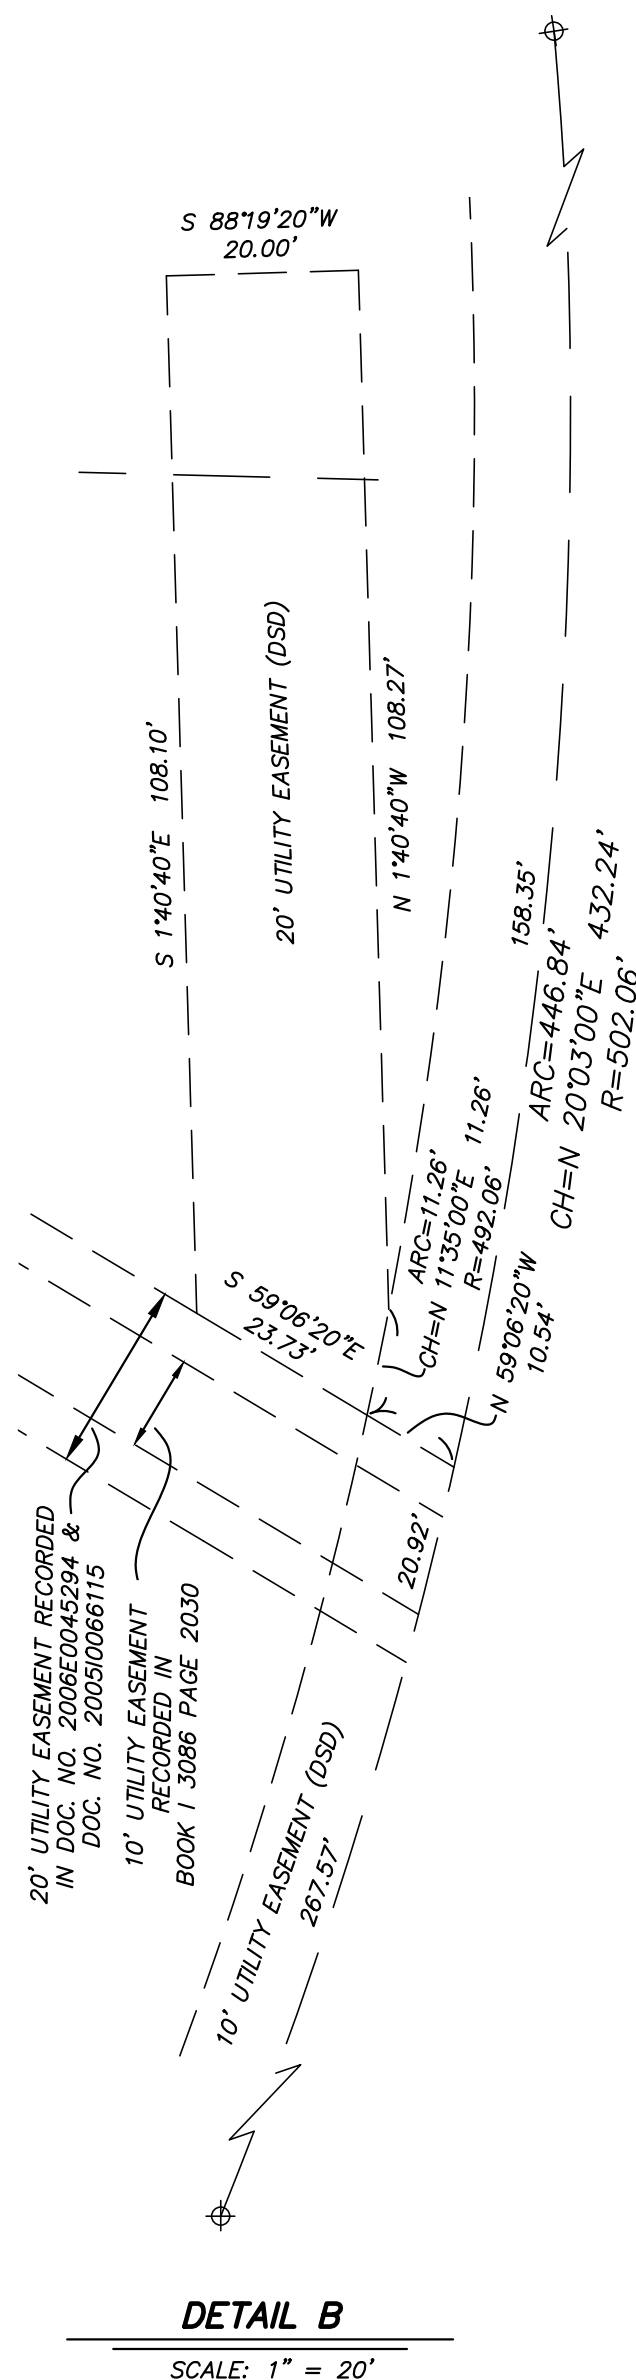 S 88°19'20"W
20.00'
S 1°40'40"E 108.10'
20' UTILITY EASEMENT (DSD)
N 1°40'40"W 108.27'
158.35'
ARC=446.84'
CH=N 20°03'00"E 432.24'
R=502.06'
ARC=11.26'
CH=N 11°35'00"E 11.26'
R=492.06'
S 59°06'20"E
23.73'
N 59°06'20"W
10.54'
20.92'
20' UTILITY EASEMENT RECORDED
IN DOC. NO. 2006E0045294 &
DOC. NO. 2005I0066115
10' UTILITY EASEMENT
RECORDED IN
BOOK I 3086 PAGE 2030
10' UTILITY EASEMENT (DSD)
267.57'
DETAIL B
SCALE: 1" = 20'